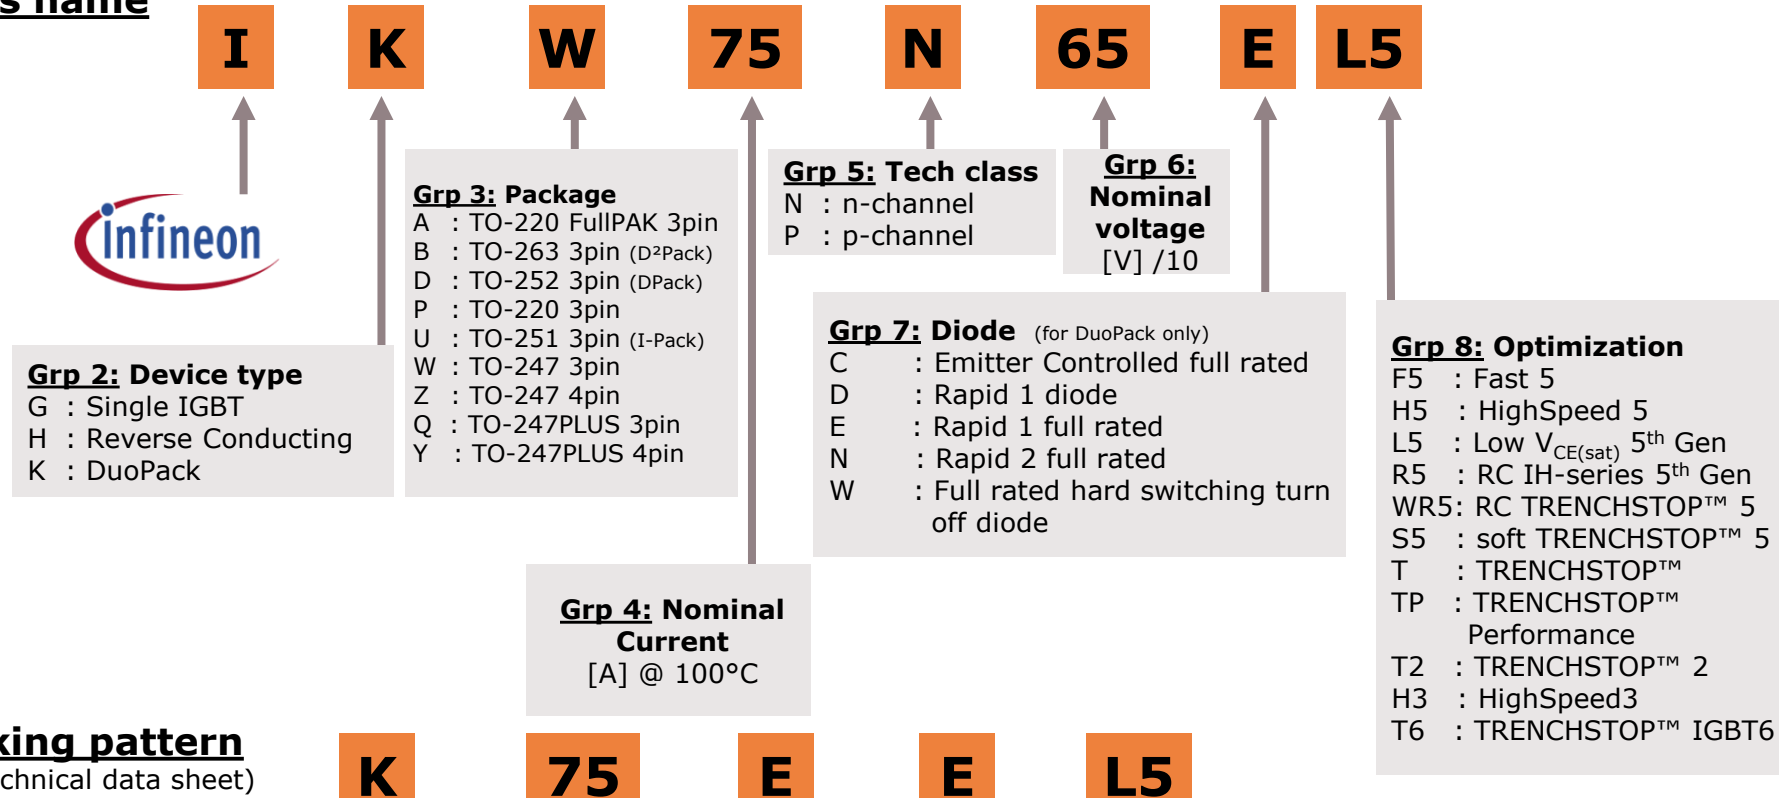 s name
I K W 75 N 65 E L5
infineon
Grp 2: Device type
G : Single IGBT
H : Reverse Conducting
K : DuoPack
Grp 3: Package
A : TO-220 FullPAK 3pin
B : TO-263 3pin (D²Pack)
D : TO-252 3pin (DPack)
P : TO-220 3pin
U : TO-251 3pin (I-Pack)
W : TO-247 3pin
Z : TO-247 4pin
Q : TO-247PLUS 3pin
Y : TO-247PLUS 4pin
Grp 4: Nominal
Current
[A] @ 100°C
Grp 5: Tech class
N : n-channel
P : p-channel
Grp 6:
Nominal
voltage
[V] /10
Grp 7: Diode (for DuoPack only)
C : Emitter Controlled full rated
D : Rapid 1 diode
E : Rapid 1 full rated
N : Rapid 2 full rated
W : Full rated hard switching turn
off diode
Grp 8: Optimization
F5 : Fast 5
H5 : HighSpeed 5
L5 : Low VCE(sat) 5th Gen
R5 : RC IH-series 5th Gen
WR5: RC TRENCHSTOP™ 5
S5 : soft TRENCHSTOP™ 5
T : TRENCHSTOP™
TP : TRENCHSTOP™
Performance
T2 : TRENCHSTOP™ 2
H3 : HighSpeed3
T6 : TRENCHSTOP™ IGBT6
king pattern
chnical data sheet)
K 75 E E L5